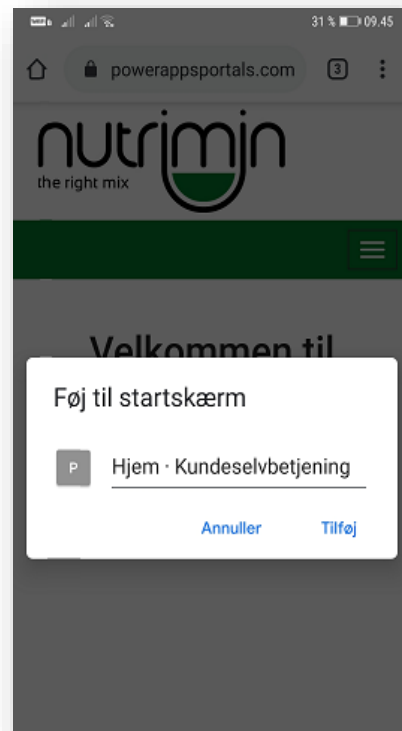 31 % 09.45
powerappsportals.com 3
nutrimin
the right mix
Velkommen til
Føj til startskærm
P Hjem · Kundeselvbetjening
Annuller Tilføj